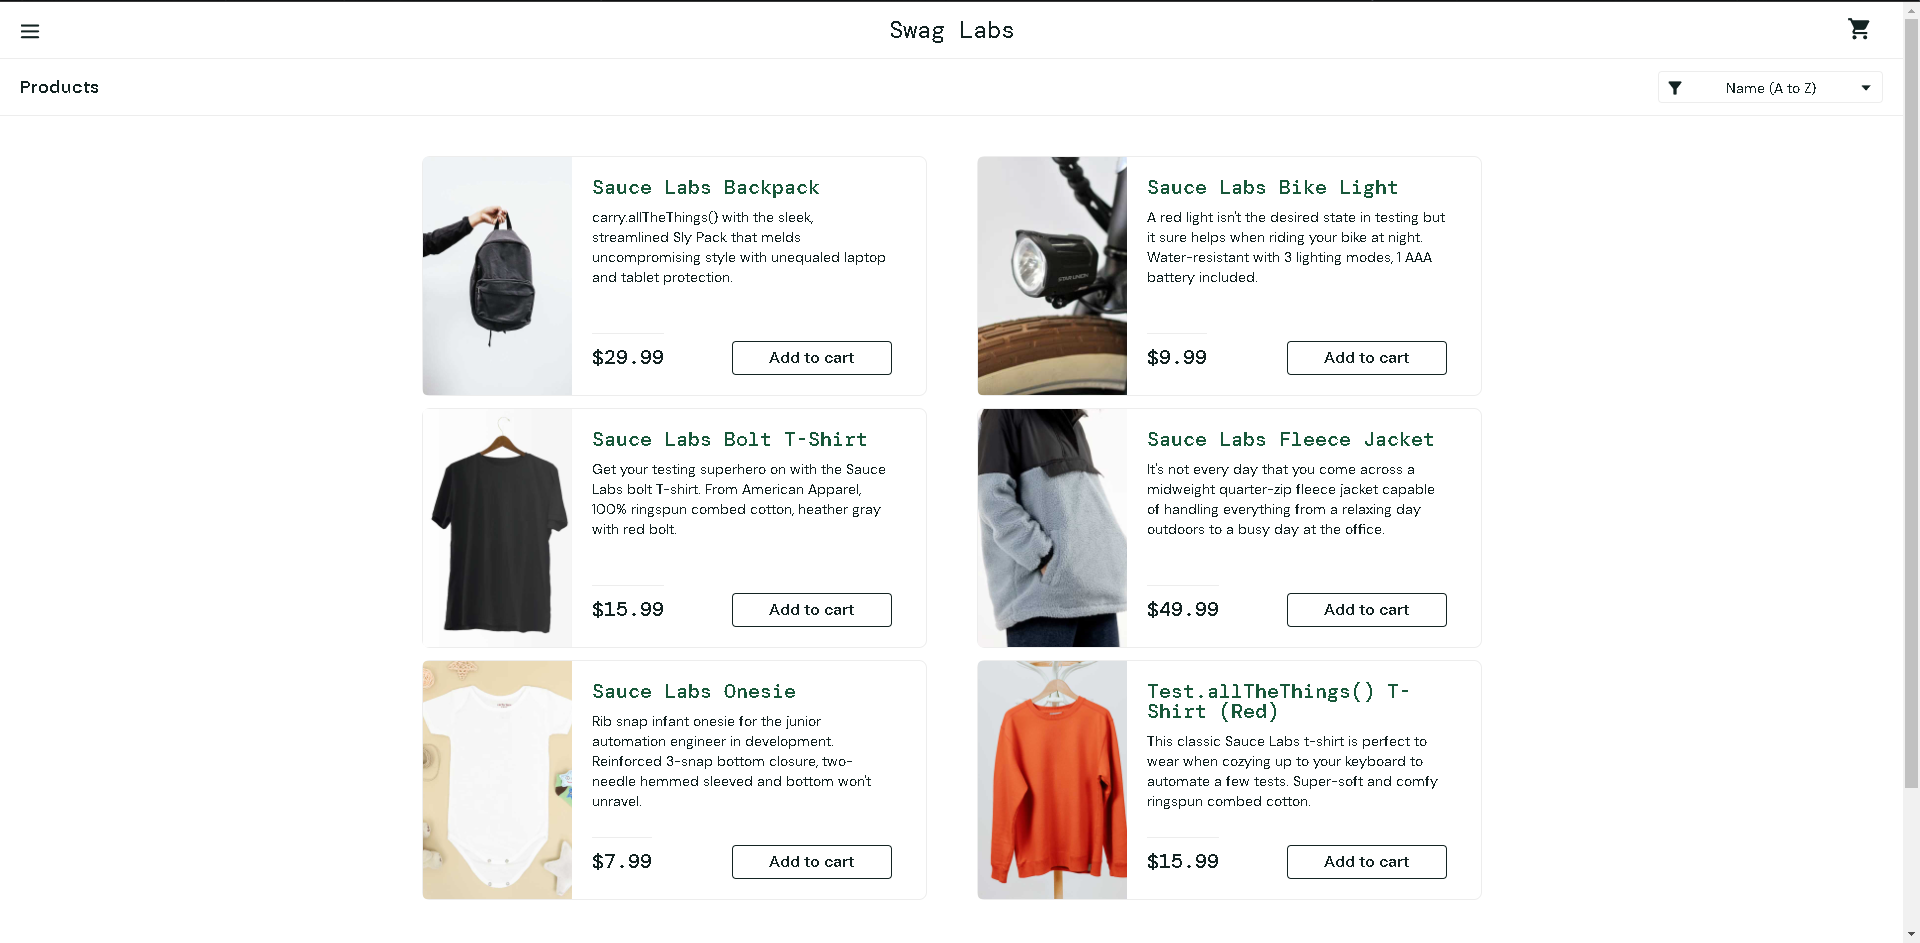 Swag Labs
Products
Name (A to Z)
Sauce Labs Backpack
carry.allTheThings() with the sleek,
streamlined Sly Pack that melds
uncompromising style with unequaled laptop
and tablet protection.
$29.99
Add to cart
Sauce Labs Bike Light
A red light isn't the desired state in testing but
it sure helps when riding your bike at night.
Water-resistant with 3 lighting modes, 1 AAA
battery included.
$9.99
Add to cart
Sauce Labs Bolt T-Shirt
Get your testing superhero on with the Sauce
Labs bolt T-shirt. From American Apparel,
100% ringspun combed cotton, heather gray
with red bolt.
$15.99
Add to cart
Sauce Labs Fleece Jacket
It's not every day that you come across a
midweight quarter-zip fleece jacket capable
of handling everything from a relaxing day
outdoors to a busy day at the office.
$49.99
Add to cart
Sauce Labs Onesie
Rib snap infant onesie for the junior
automation engineer in development.
Reinforced 3-snap bottom closure, two-
needle hemmed sleeved and bottom won't
unravel.
$7.99
Add to cart
Test.allTheThings() T-
Shirt (Red)
This classic Sauce Labs t-shirt is perfect to
wear when cozying up to your keyboard to
automate a few tests. Super-soft and comfy
ringspun combed cotton.
$15.99
Add to cart